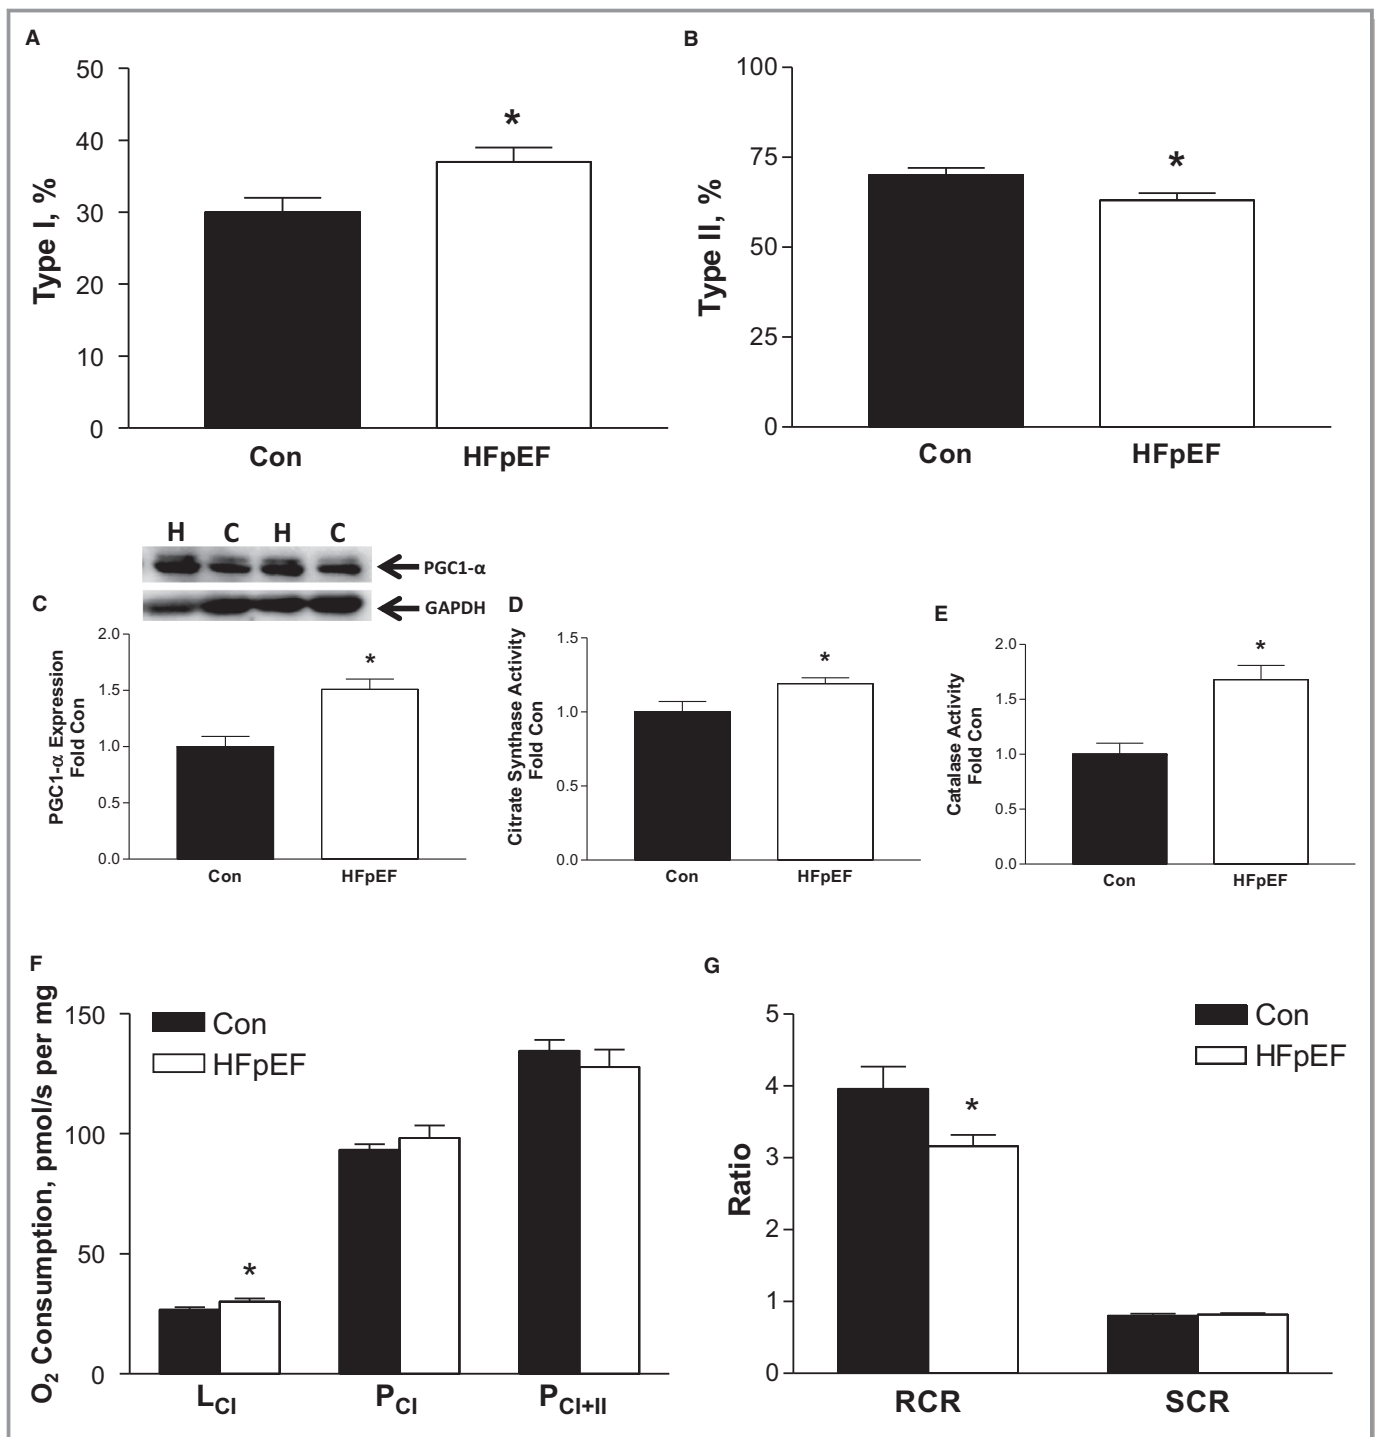 A
Type I, %
50
40
30
20
10
0
*
Con
HFpEF
B
Type II, %
100
75
50
25
0
*
Con
HFpEF
H C H C
PGC1-α
GAPDH
C
PGC1-α Expression
Fold Con
2.0
1.5
1.0
0.5
0.0
*
Con
HFpEF
D
Citrate Synthase Activity
Fold Con
1.5
1.0
0.5
0.0
*
Con
HFpEF
E
Catalase Activity
Fold Con
2.0
1.5
1.0
0.5
0.0
*
Con
HFpEF
F
O2 Consumption, pmol/s per mg
150
100
50
0
Con
HFpEF
*
LCI
PCI
PCI+II
G
Ratio
5
4
3
2
1
0
Con
HFpEF
*
RCR
SCR